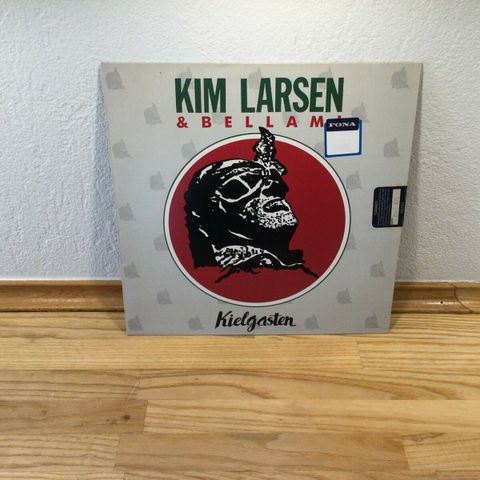 KIM LARSEN
& BELLAMI
FONA
Kielgasten